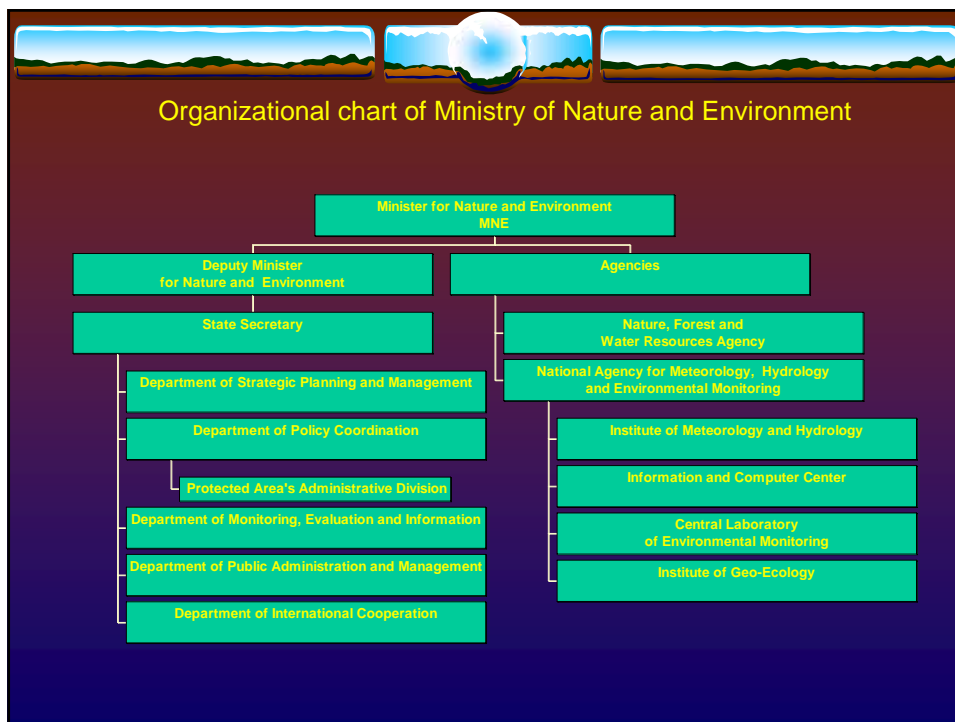 Organizational chart of Ministry of Nature and Environment
Minister for Nature and Environment
MNE
Deputy Minister
for Nature and Environment
State Secretary
Department of Strategic Planning and Management
Department of Policy Coordination
Protected Area's Administrative Division
Department of Monitoring, Evaluation and Information
Department of Public Administration and Management
Department of International Cooperation
Agencies
Nature, Forest and
Water Resources Agency
National Agency for Meteorology, Hydrology
and Environmental Monitoring
Institute of Meteorology and Hydrology
Information and Computer Center
Central Laboratory
of Environmental Monitoring
Institute of Geo-Ecology